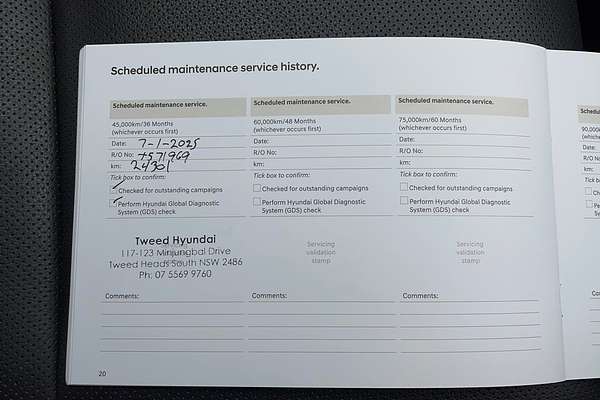 Scheduled maintenance service history.
Scheduled maintenance service.
45,000km/36 Months
(whichever occurs first)
Date: 7-1-2025
R/O No: +571969
km: 24301
Tick box to confirm:
Checked for outstanding campaigns
Perform Hyundai Global Diagnostic
System (GDS) check
Tweed Hyundai
117-123 Minjungbal Drive
Tweed Heads South NSW 2486
Ph: 07 5569 9760
Comments:
Scheduled maintenance service.
60,000km/48 Months
(whichever occurs first)
Date:
R/O No:
km:
Tick box to confirm:
Checked for outstanding campaigns
Perform Hyundai Global Diagnostic
System (GDS) check
Servicing
validation
stamp
Comments:
Scheduled maintenance service.
75,000km/60 Months
(whichever occurs first)
Date:
R/O No:
km:
Tick box to confirm:
Checked for outstanding campaigns
Perform Hyundai Global Diagnostic
System (GDS) check
Servicing
validation
stamp
Comments:
20
Date:
R/O No:
km: